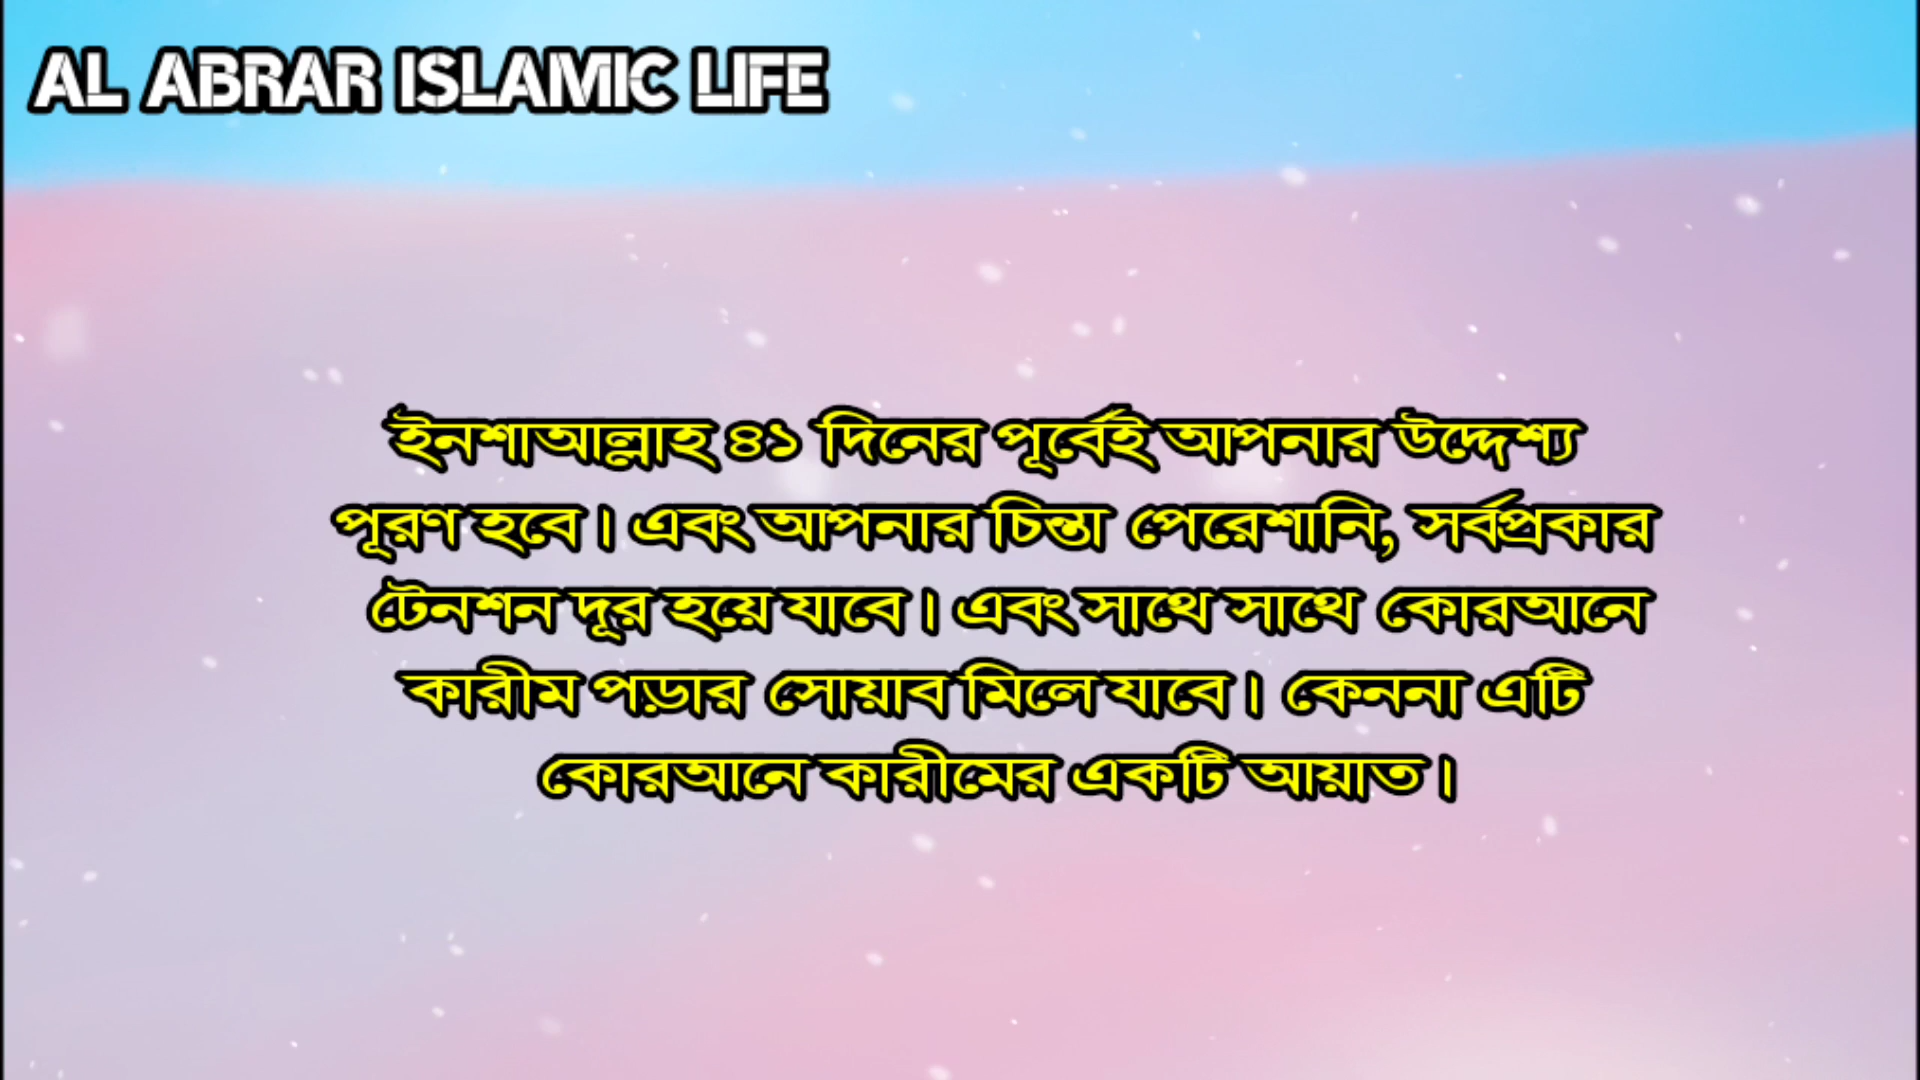 AL ABRAR ISLAMIC LIFE
ইনশাআল্লাহ ৪১ দিনের পূর্বেই আপনার উদ্দেশ্য
পূরণ হবে। এবং আপনার চিন্তা পেরেশানি, সর্বপ্রকার
টেনশন দূর হয়ে যাবে। এবং সাথে সাথে কোরআনে
কারীম পড়ার সোয়াব মিলে যাবে। কেননা এটি
কোরআনে কারীমের একটি আয়াত।